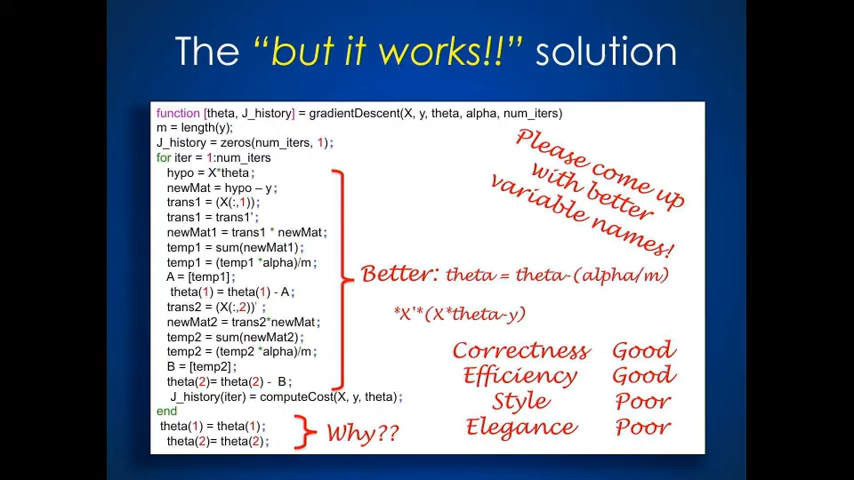 The “but it works!!” solution
function [theta, J_history] = gradientDescent(X, y, theta, alpha, num_iters)
m = length(y);
J_history = zeros(num_iters, 1);
for iter = 1:num_iters
hypo = X*theta;
newMat = hypo – y;
trans1 = (X(:,1));
trans1 = trans1';
newMat1 = trans1 * newMat;
temp1 = sum(newMat1);
temp1 = (temp1 *alpha)/m;
A = [temp1];
theta(1) = theta(1) - A;
trans2 = (X(:,2))' ;
newMat2 = trans2*newMat;
temp2 = sum(newMat2);
temp2 = (temp2 *alpha)/m;
B = [temp2];
theta(2)= theta(2) - B;
J_history(iter) = computeCost(X, y, theta);
end
theta(1) = theta(1);
theta(2)= theta(2);
Please come up
with better
variable names!
Better: theta = theta-(alpha/m)
*X'*(X*theta-y)
Correctness Good
Efficiency Good
Style Poor
Elegance Poor
Why??